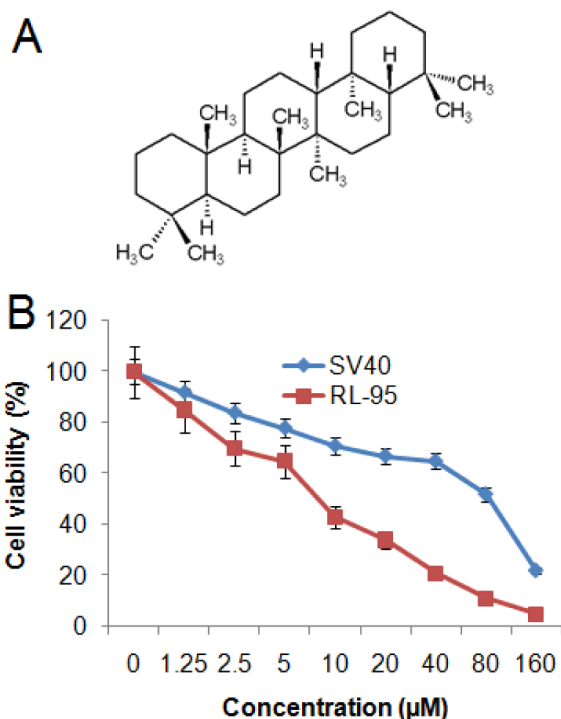 A
H
H
CH₃
CH₃
CH₃
CH₃
CH₃
CH₃
H
CH₃
H
H₃C
CH₃
B
120
100
80
60
40
20
0
SV40
RL-95
Cell viability (%)
0 1.25 2.5 5 10 20 40 80 160
Concentration (µM)